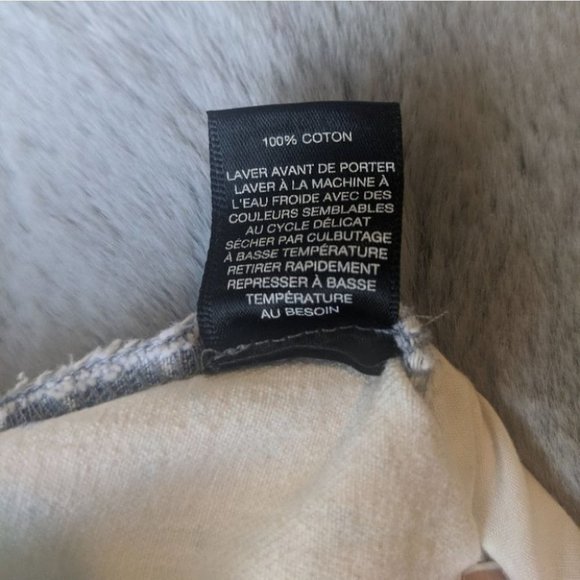 100% COTON
LAVER AVANT DE PORTER
LAVER À LA MACHINE À
L'EAU FROIDE AVEC DES
COULEURS SEMBLABLES
AU CYCLE DÉLICAT
SÉCHER PAR CULBUTAGE
À BASSE TEMPÉRATURE
RETIRER RAPIDEMENT
REPRESSER À BASSE
TEMPÉRATURE
AU BESOIN